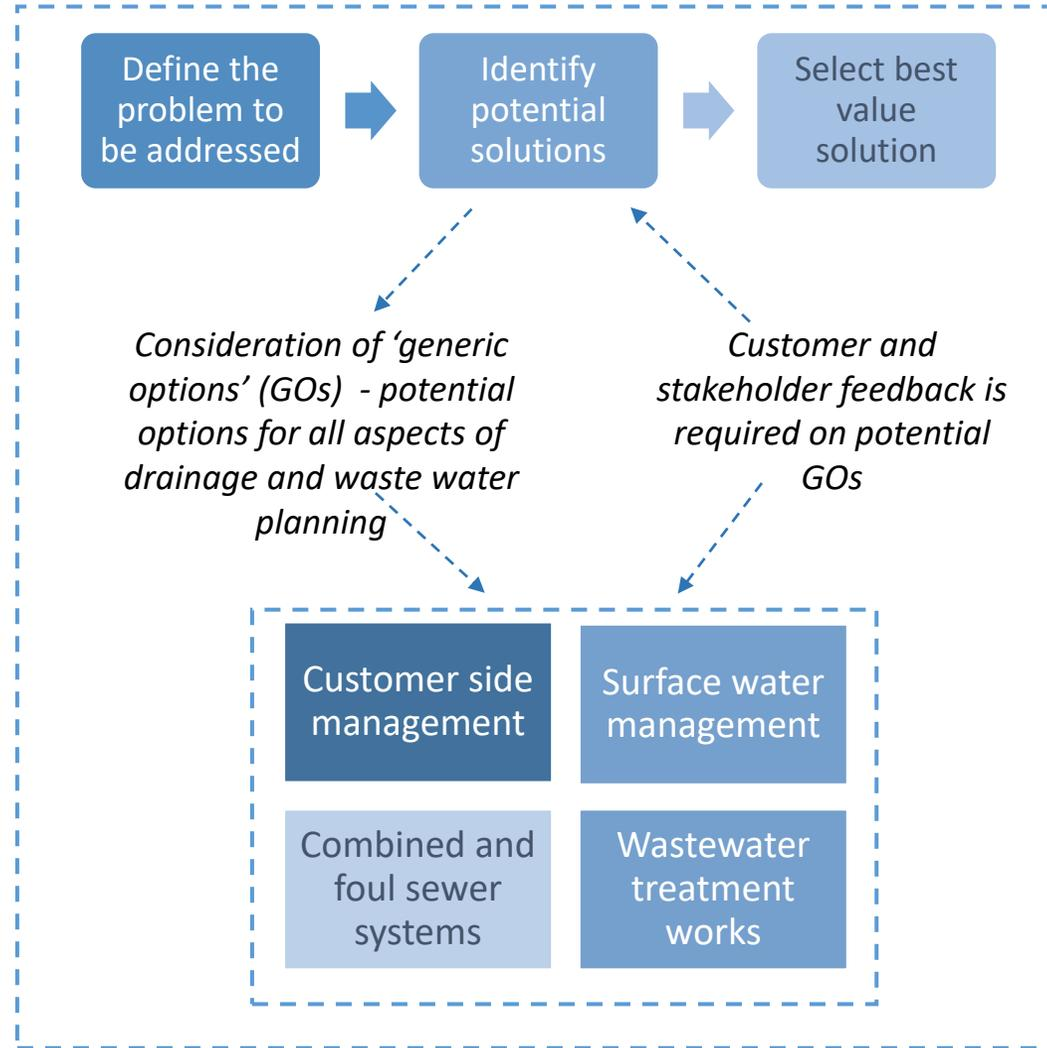 Define the
problem to
be addressed
Identify
potential
solutions
Select best
value
solution
Consideration of ‘generic
options’ (GOs)  - potential
options for all aspects of
drainage and waste water
planning
Customer and
stakeholder feedback is
required on potential
GOs
Customer side
management
Surface water
management
Combined and
foul sewer
systems
Wastewater
treatment
works